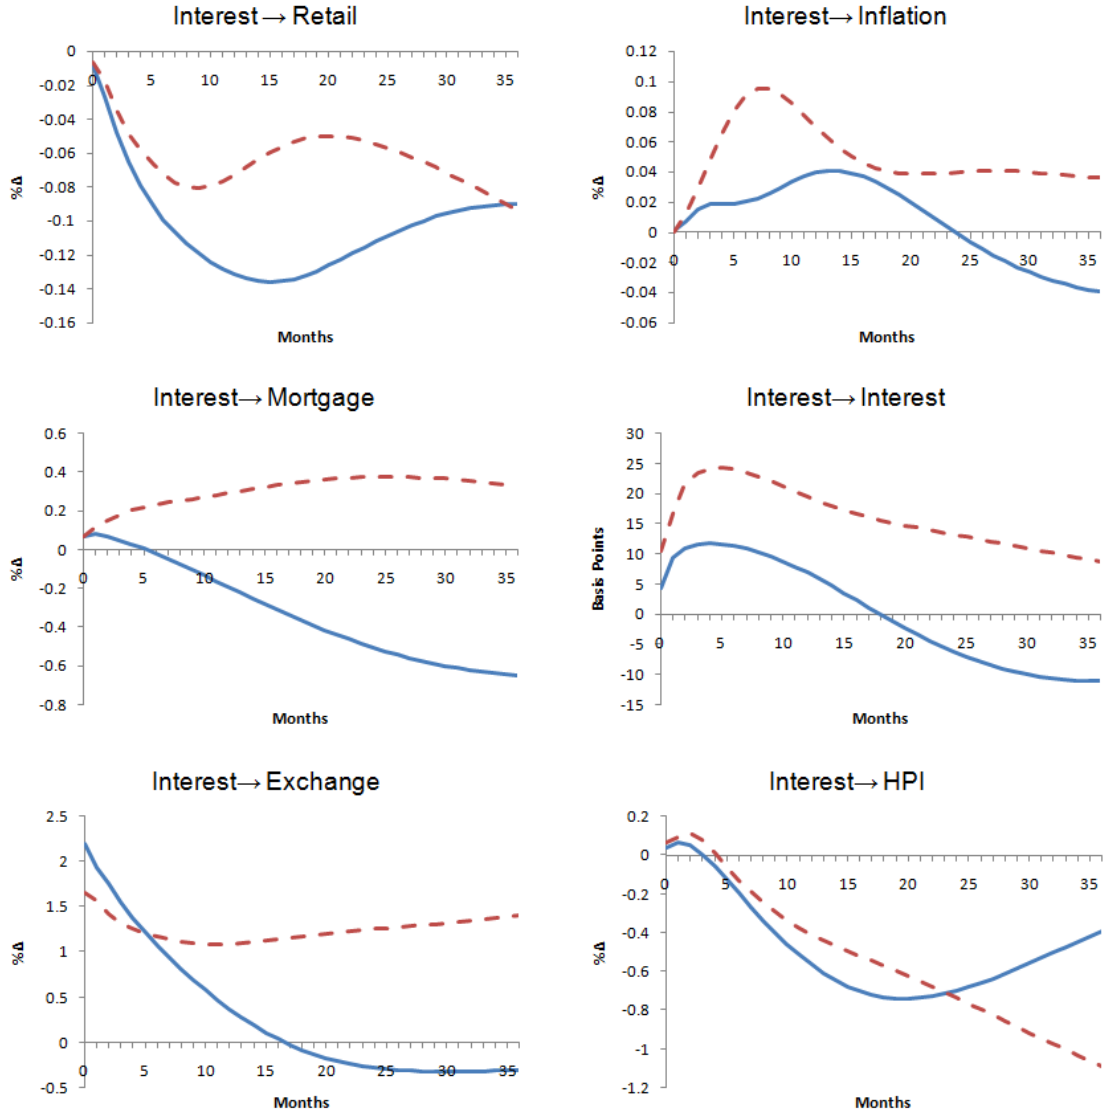 Interest→ Retail
0
-0.02
-0.04
-0.06
-0.08
-0.1
-0.12
-0.14
-0.16
%Δ
0 5 10 15 20 25 30 35
Months
Interest→ Inflation
0.12
0.1
0.08
0.06
0.04
0.02
0
-0.02
-0.04
-0.06
%Δ
0 5 10 15 20 25 30 35
Months
Interest→ Mortgage
0.6
0.4
0.2
0
-0.2
-0.4
-0.6
-0.8
%Δ
0 5 10 15 20 25 30 35
Months
Interest→ Interest
30
25
20
15
10
5
0
-5
-10
-15
Basis Points
0 5 10 15 20 25 30 35
Months
Interest→ Exchange
2.5
2
1.5
1
0.5
0
-0.5
%Δ
0 5 10 15 20 25 30 35
Months
Interest→ HPI
0.2
0
-0.2
-0.4
-0.6
-0.8
-1
-1.2
%Δ
0 5 10 15 20 25 30 35
Months